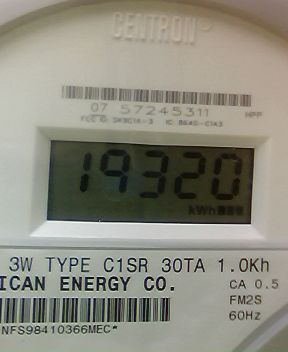 CENTRON®
07 57245311 HPP
19320
kWh
3W TYPE C1SR 30TA 1.0Kh
ICAN ENERGY CO. CA 0.5
FM2S
NFS98410366MEC* 60Hz